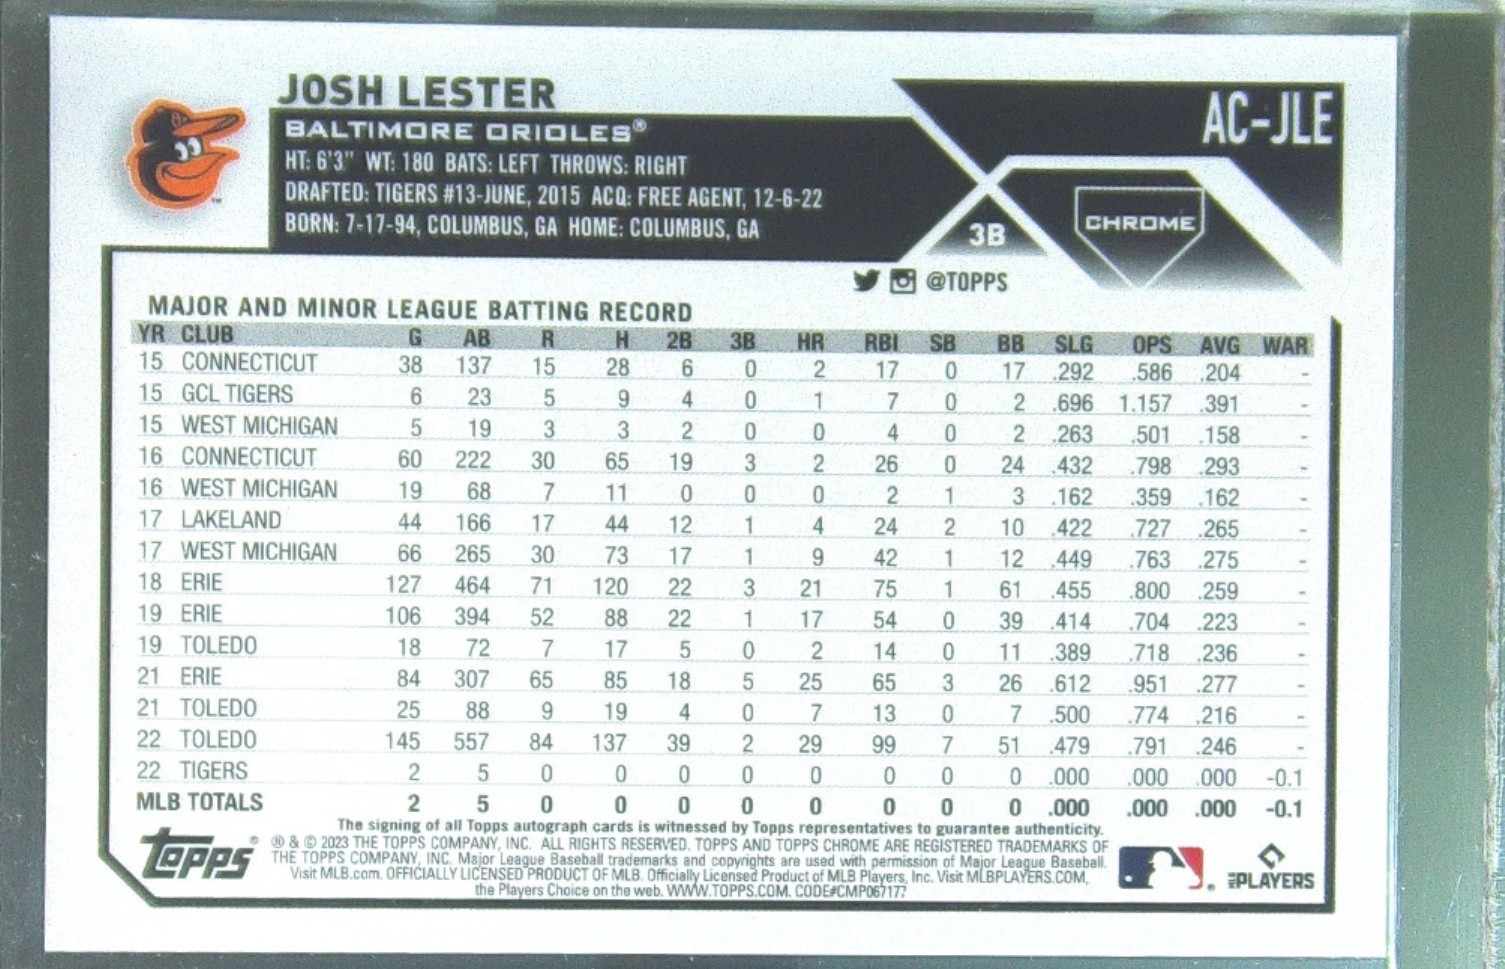 JOSH LESTER
AC-JLE
BALTIMORE ORIOLES®
HT: 6'3" WT: 180 BATS: LEFT THROWS: RIGHT
DRAFTED: TIGERS #13-JUNE, 2015 ACQ: FREE AGENT, 12-6-22
BORN: 7-17-94, COLUMBUS, GA HOME: COLUMBUS, GA
3B
CHROME
@TOPPS
MAJOR AND MINOR LEAGUE BATTING RECORD
YR CLUB G AB R H 2B 3B HR RBI SB BB SLG OPS AVG WAR
15 CONNECTICUT 38 137 15 28 6 0 2 17 0 17 .292 .586 .204 -
15 GCL TIGERS 6 23 5 9 4 0 1 7 0 2 .696 1.157 .391 -
15 WEST MICHIGAN 5 19 3 3 2 0 0 4 0 2 .263 .501 .158 -
16 CONNECTICUT 60 222 30 65 19 3 2 26 0 24 .432 .798 .293 -
16 WEST MICHIGAN 19 68 7 11 0 0 0 2 1 3 .162 .359 .162 -
17 LAKELAND 44 166 17 44 12 1 4 24 2 10 .422 .727 .265 -
17 WEST MICHIGAN 66 265 30 73 17 1 9 42 1 12 .449 .763 .275 -
18 ERIE 127 464 71 120 22 3 21 75 1 61 .455 .800 .259 -
19 ERIE 106 394 52 88 22 1 17 54 0 39 .414 .704 .223 -
19 TOLEDO 18 72 7 17 5 0 2 14 0 11 .389 .718 .236 -
21 ERIE 84 307 65 85 18 5 25 65 3 26 .612 .951 .277 -
21 TOLEDO 25 88 9 19 4 0 7 13 0 7 .500 .774 .216 -
22 TOLEDO 145 557 84 137 39 2 29 99 7 51 .479 .791 .246 -
22 TIGERS 2 5 0 0 0 0 0 0 0 0 .000 .000 .000 -0.1
MLB TOTALS 2 5 0 0 0 0 0 0 0 0 .000 .000 .000 -0.1
The signing of all Topps autograph cards is witnessed by Topps representatives to guarantee authenticity.
Topps®
® & © 2023 THE TOPPS COMPANY, INC. ALL RIGHTS RESERVED. TOPPS AND TOPPS CHROME ARE REGISTERED TRADEMARKS OF
THE TOPPS COMPANY, INC. Major League Baseball trademarks and copyrights are used with permission of Major League Baseball.
Visit MLB.com. OFFICIALLY LICENSED PRODUCT OF MLB. Officially Licensed Product of MLB Players, Inc. Visit MLBPLAYERS.COM,
the Players Choice on the web. WWW.TOPPS.COM. CODE#CMP067177
MLB PLAYERS